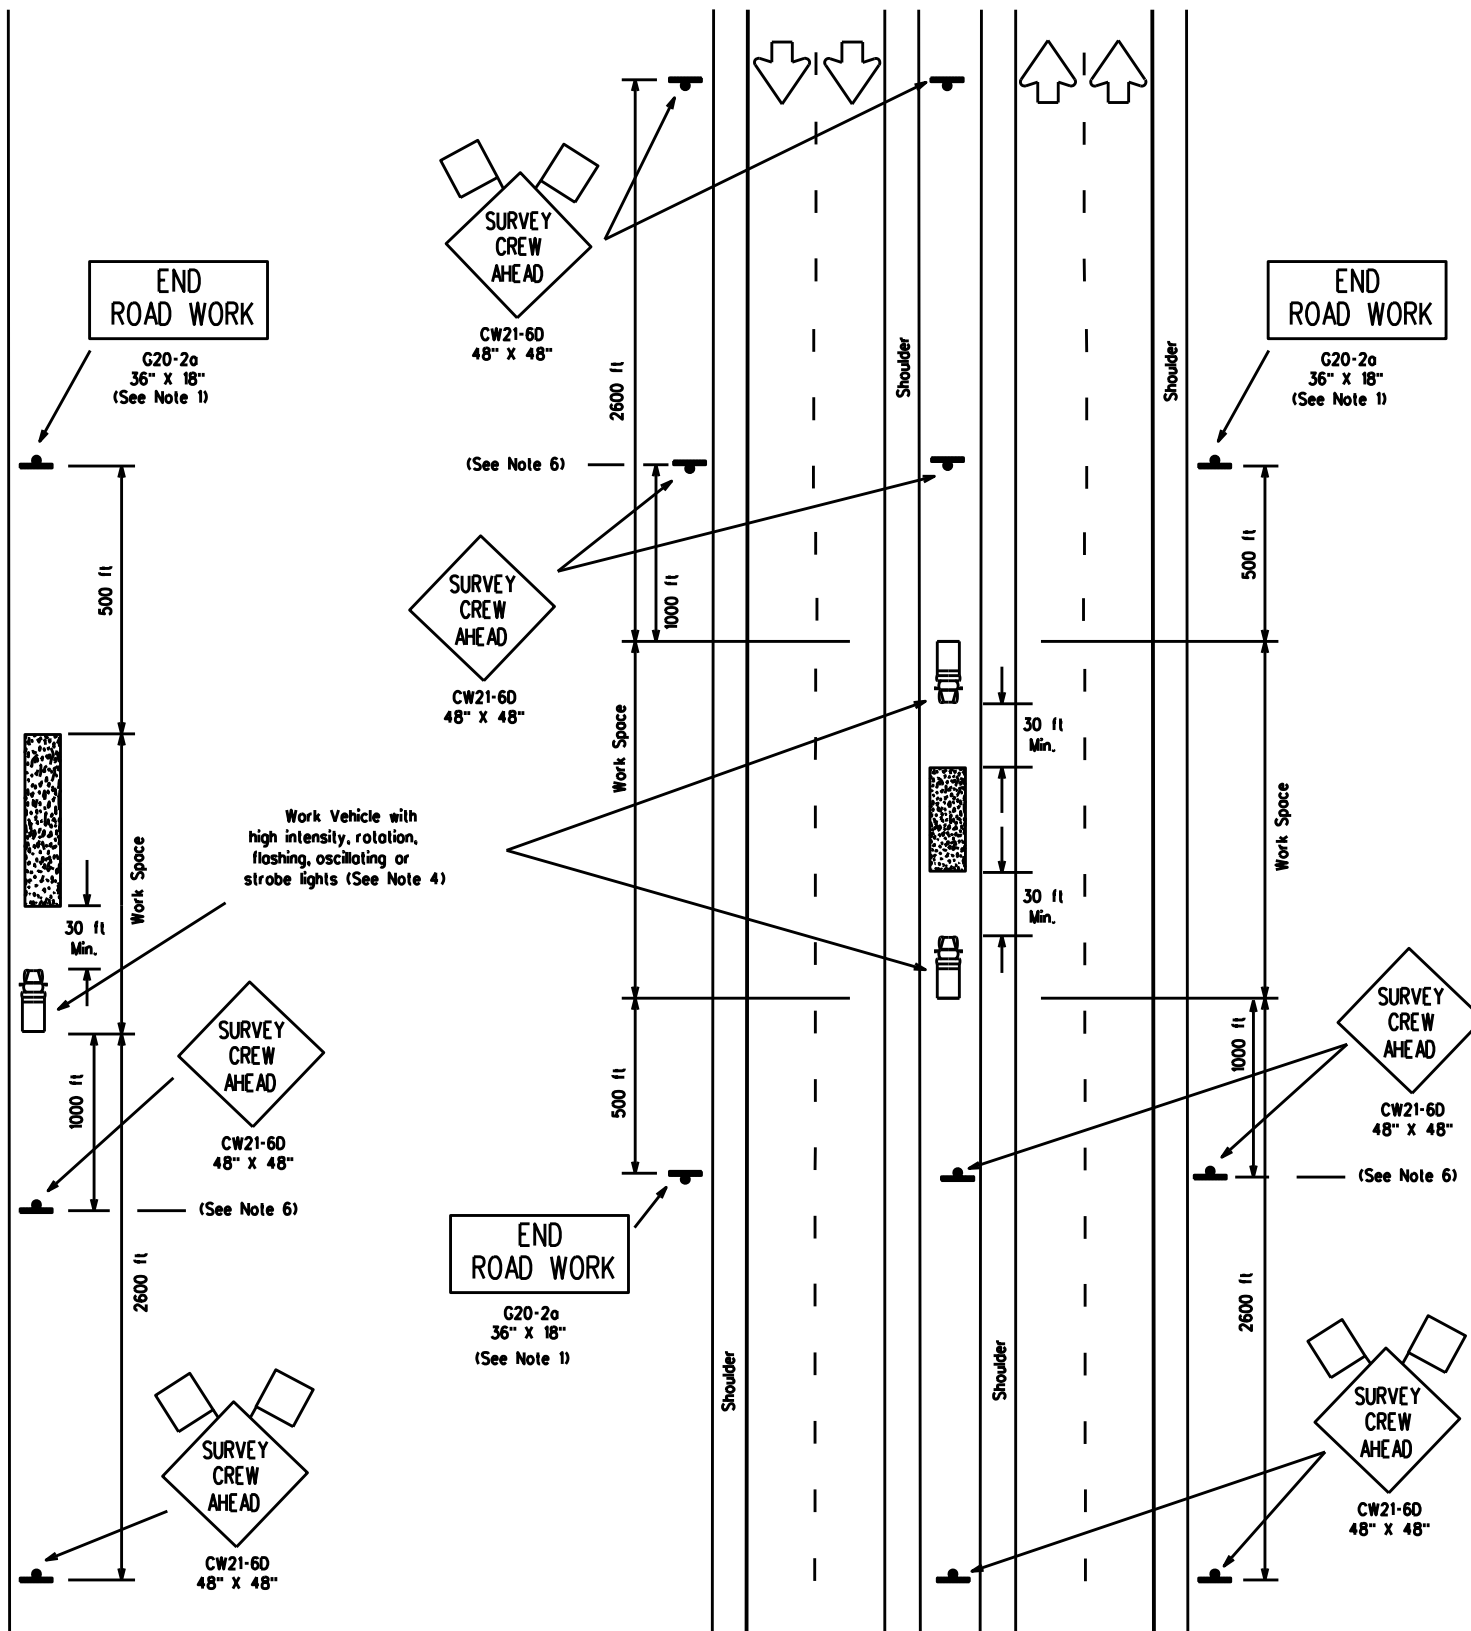 SURVEY
CREW
AHEAD
CW21-6D
48" X 48"
END
ROAD WORK
G20-2a
36" X 18"
(See Note 1)
END
ROAD WORK
G20-2a
36" X 18"
(See Note 1)
2600 ft
Shoulder
Shoulder
(See Note 6)
500 ft
SURVEY
CREW
AHEAD
CW21-6D
48" X 48"
1000 ft
500 ft
Work Space
30 ft
Min.
Work Vehicle with
high intensity, rotation,
flashing, oscillating or
strobe lights (See Note 4)
Work Space
Work Space
30 ft
Min.
30 ft
Min.
SURVEY
CREW
AHEAD
CW21-6D
48" X 48"
1000 ft
(See Note 6)
2600 ft
500 ft
END
ROAD WORK
G20-2a
36" X 18"
(See Note 1)
1000 ft
SURVEY
CREW
AHEAD
CW21-6D
48" X 48"
(See Note 6)
2600 ft
Shoulder
Shoulder
SURVEY
CREW
AHEAD
CW21-6D
48" X 48"
SURVEY
CREW
AHEAD
CW21-6D
48" X 48"